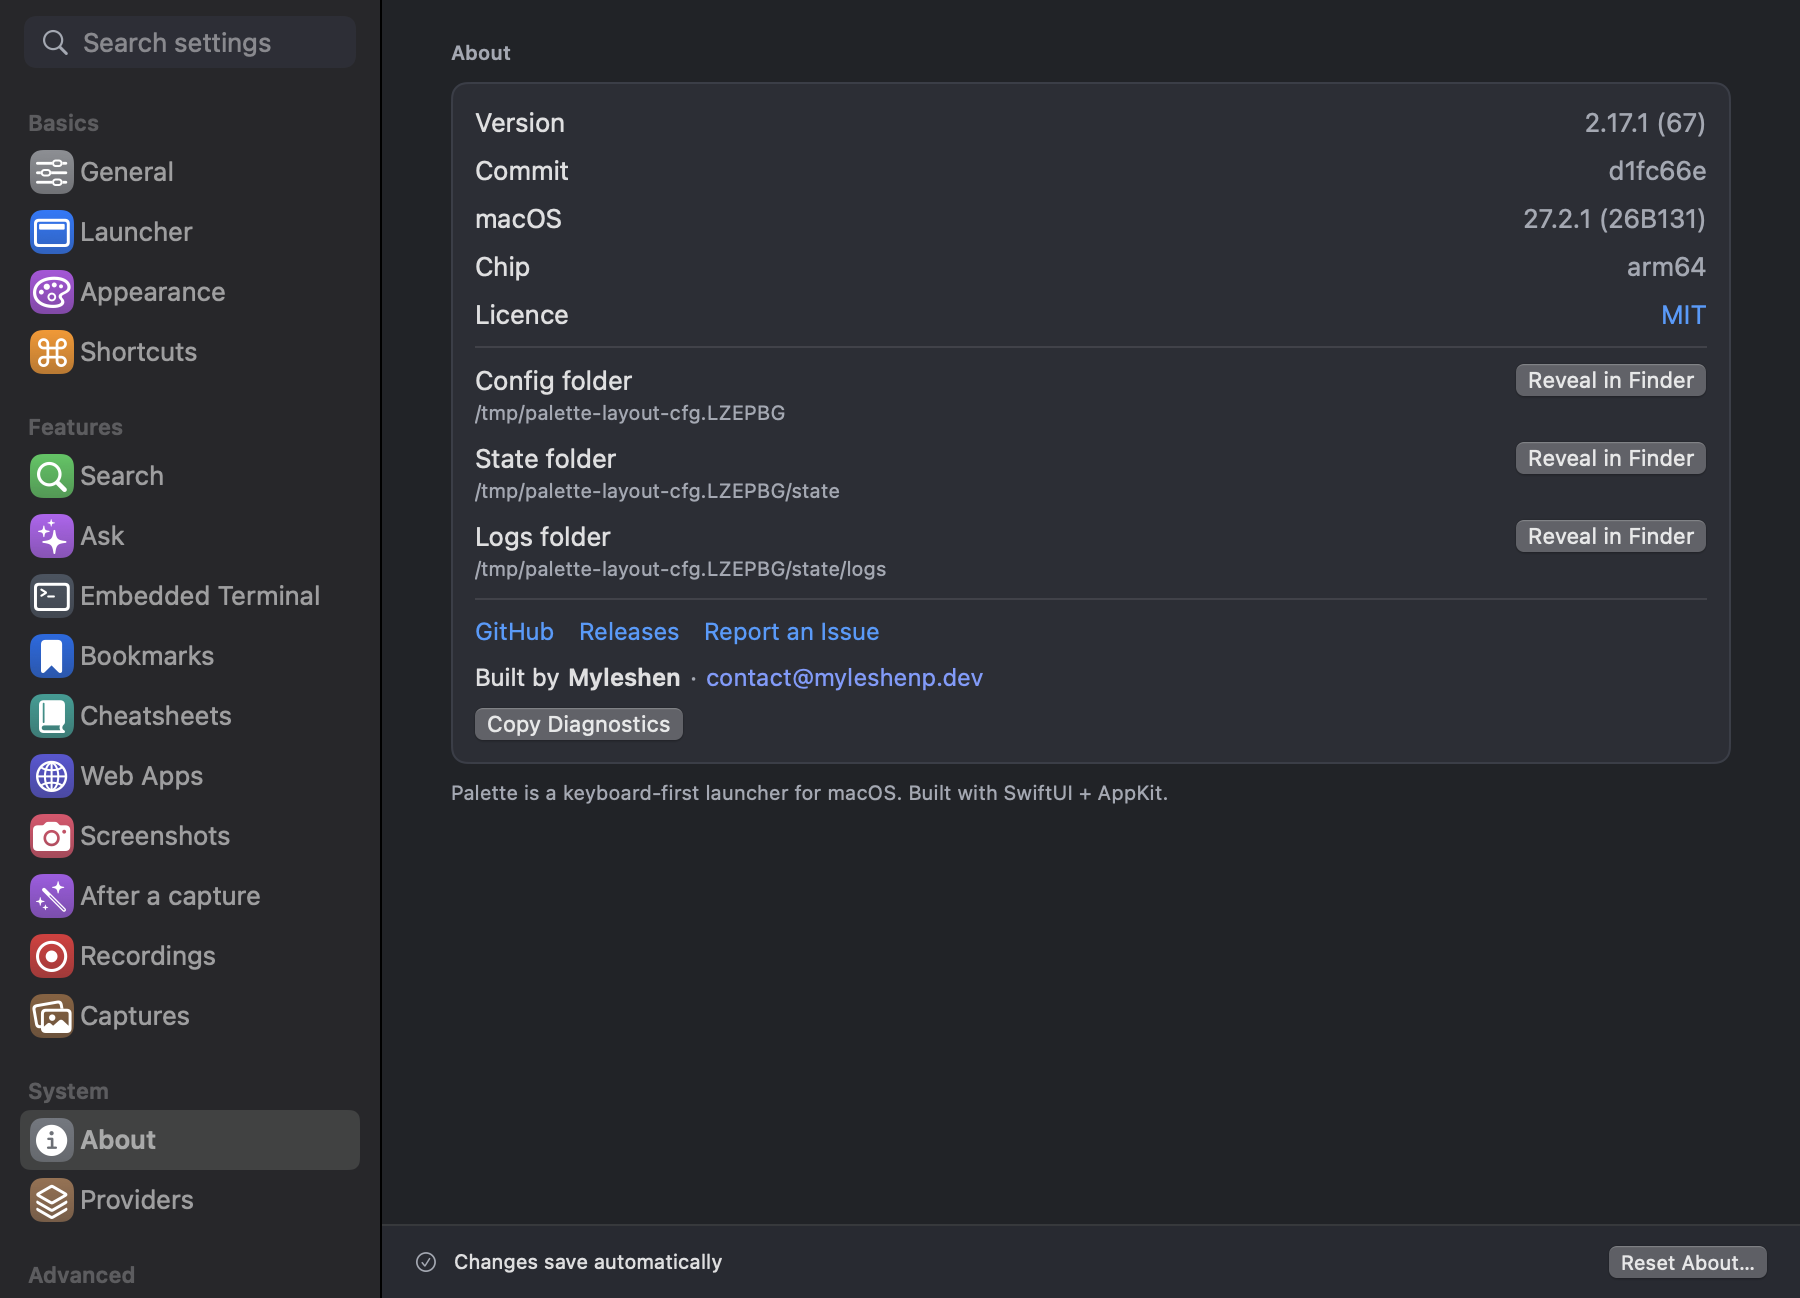 Search settings
Basics
General
Launcher
Appearance
Shortcuts
Features
Search
Ask
Embedded Terminal
Bookmarks
Cheatsheets
Web Apps
Screenshots
After a capture
Recordings
Captures
System
About
Providers
Advanced
About
Version 2.17.1 (67)
Commit d1fc66e
macOS 27.2.1 (26B131)
Chip arm64
Licence MIT
Config folder Reveal in Finder
/tmp/palette-layout-cfg.LZEPBG
State folder Reveal in Finder
/tmp/palette-layout-cfg.LZEPBG/state
Logs folder Reveal in Finder
/tmp/palette-layout-cfg.LZEPBG/state/logs
GitHub Releases Report an Issue
Built by Myleshen · contact@myleshenp.dev
Copy Diagnostics
Palette is a keyboard-first launcher for macOS. Built with SwiftUI + AppKit.
Changes save automatically Reset About...